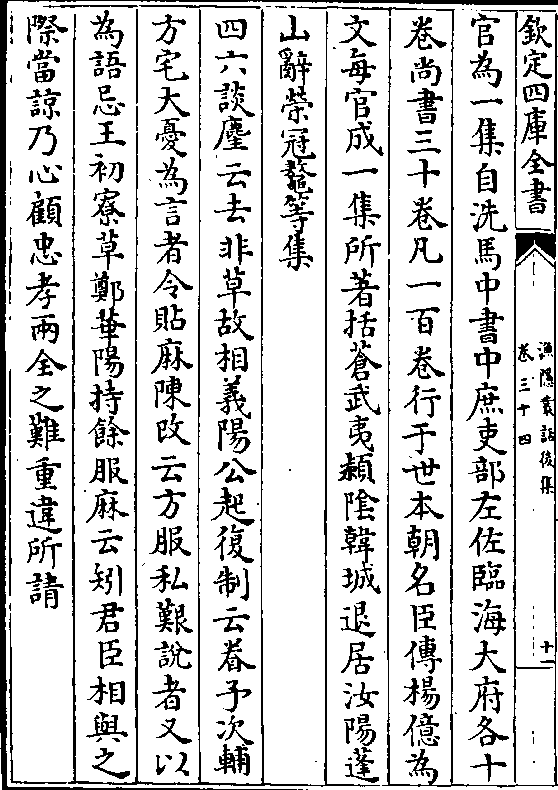 欽定四庫全書
漁隱叢話後集
卷三十四
十一
官為一集自洗馬中書中庶吏部左佐臨海大府各十
卷尚書三十卷凡一百卷行于世本朝名臣傳楊億為
文每官成一集所著括蒼武夷潁陰韓城退居汝陽蓬
山辭榮冠鼇等集
四六談麈云去非草故相義陽公起復制云眷予次輔
方宅大憂為言者令貼麻陳改云方服私艱說者又以
為語忌王初寮草鄭華陽持餘服麻云矧君臣相與之
際當諒乃心顧忠孝兩全之難重違所請